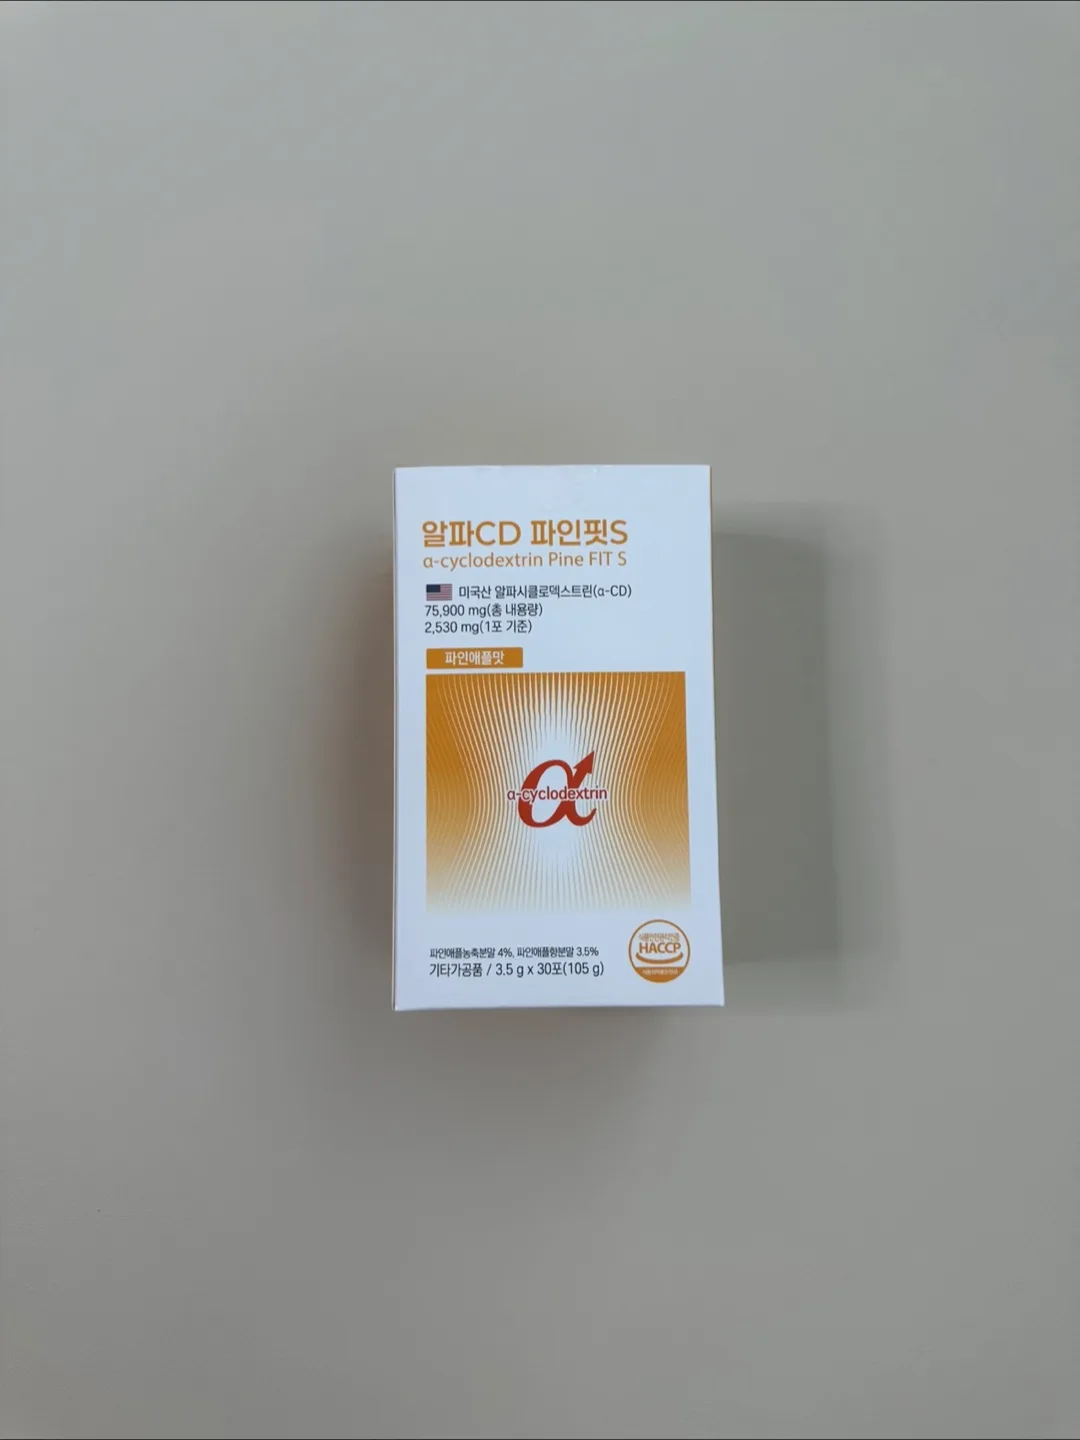 알파CD 파인핏S
α-cyclodextrin Pine FIT S
미국산 알파시클로덱스트린(α-CD)
75,900 mg(총 내용량)
2,530 mg(1포 기준)
파인애플맛
α
α-cyclodextrin
파인애플농축분말 4%, 파인애플향분말 3.5%
기타가공품 / 3.5 g x 30포(105 g)
HACCP